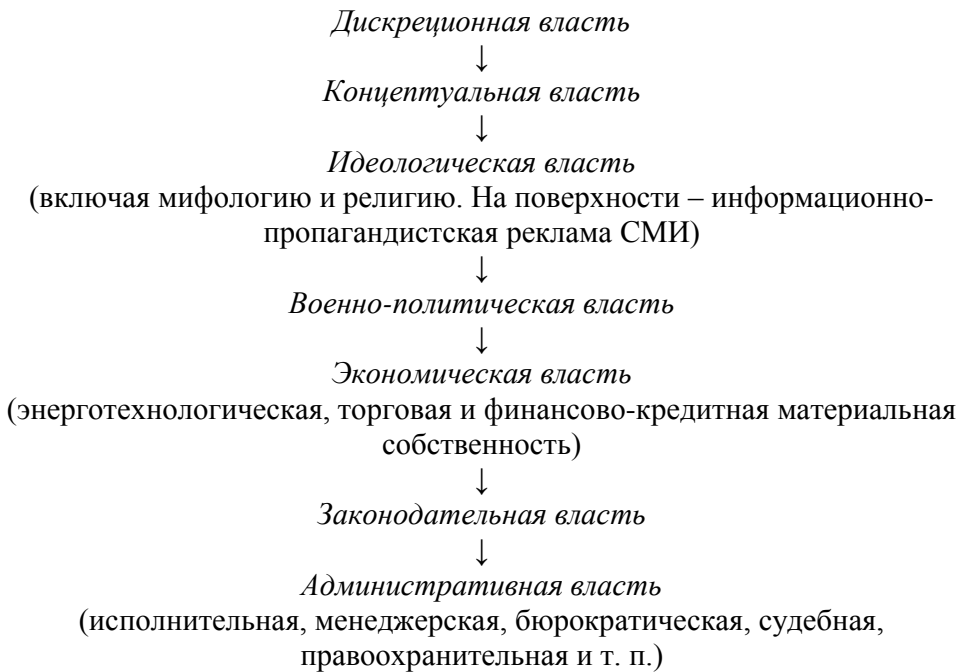 Дискреционная власть
↓
Концептуальная власть
↓
Идеологическая власть
(включая мифологию и религию. На поверхности – информационно-
пропагандистская реклама СМИ)
↓
Военно-политическая власть
↓
Экономическая власть
(энерготехнологическая, торговая и финансово-кредитная материальная
собственность)
↓
Законодательная власть
↓
Административная власть
(исполнительная, менеджерская, бюрократическая, судебная,
правоохранительная и т. п.)